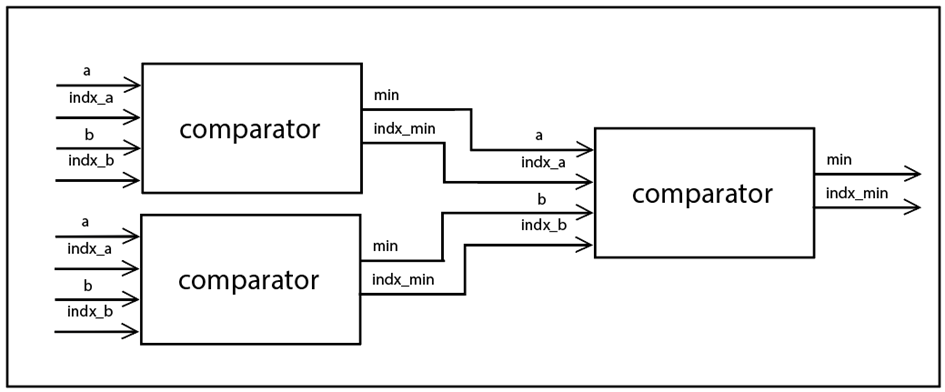 a
indx_a
b
indx_b
comparator
min
indx_min
a
indx_a
b
indx_b
comparator
min
indx_min
a
indx_a
b
indx_b
comparator
min
indx_min